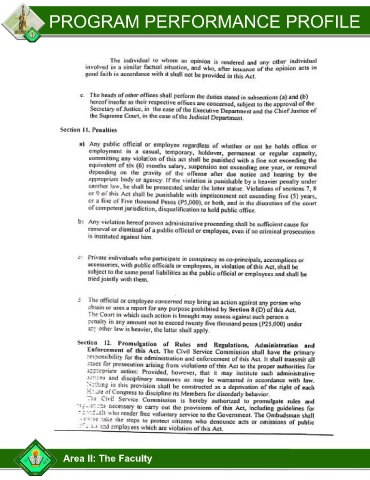 PROGRAM PERFORMANCE PROFILE
The individual to whom an opinion is rendered and any other individual
involved in a similar factual situation, and who, after issuance of the opinion acts in
good faith in accordance with it shall not be provided in this Act.
c. The heads of other offices shall perform the duties stated in subsections (a) and (b)
hereof insofar as their respective offices are concerned, subject to the approval of the
Secretary of Justice, in the case of the Executive Department and the Chief Justice of
the Supreme Court, in the case of the Judicial Department.
Section 11. Penalties
a) Any public official or employee regardless of whether or not he holds office or
employment in a casual, temporary, holdover, permanent or regular capacity,
committing any violation of this act shall be punished with a fine not exceeding the
equivalent of six (6) months salary, suspension not exceeding one year, or removal
depending on the gravity of the offense after due notice and hearing by the
appropriate body or agency. If the violation is punishable by a heavier penalty under
another law, he shall be prosecuted under the latter statue. Violations of sections 7, 8
or 9 of this Act shall be punishable with imprisonment not exceeding five (5) years,
or a fine of Five thousand Pesos (P5,000), or both, and in the discretion of the court
of competent jurisdiction, disqualification to hold public office.
b) Any violation hereof proven administrative proceeding shall be sufficient cause for
removal or dismissal of a public official or employee, even if no criminal prosecution
is instituted against him.
c- Private individuals who participate in conspiracy as co-principals, accomplices or
accessories, with public officials or employees, in violation of this Act, shall be
subject to the same penal liabilities as the public official or employees and shall be
tried jointly with them.
d The official or employee concerned may bring an action against any person who
obtain or uses a report for any purpose prohibited by Section 8 (D) of this Act.
The Court in which such action is brought may assess against such person a
penalty in any amount not to exceed twenty five thousand pesos (P25,000) under
any other law is heavier, the latter shall apply.
Section 12. Promulgation of Rules and Regulations, Administration and
Enforcement of this Act. The Civil Service Commission shall have the primary
responsibility for the administration and enforcement of this Act. It shall transmit all
cases for prosecution arising from violations of this Act to the proper authorities for
appropriate action: Provided, however, that it may institute such administrative
actions and disciplinary measures as may be warranted in accordance with law.
Nothing in this provision shall be constructed as a deprivation of the right of each
House of Congress to discipline its Members for disorderly behavior.
The Civil Service Commission is hereby authorized to promulgate rules and
necessary to carry out the provisions of this Act, including guidelines for
individuals who render free voluntary service to the Government. The Ombudsman shall
take the steps to protect citizens who denounce acts or omissions of public
and employees which are violation of this Act.
Area II: The Faculty